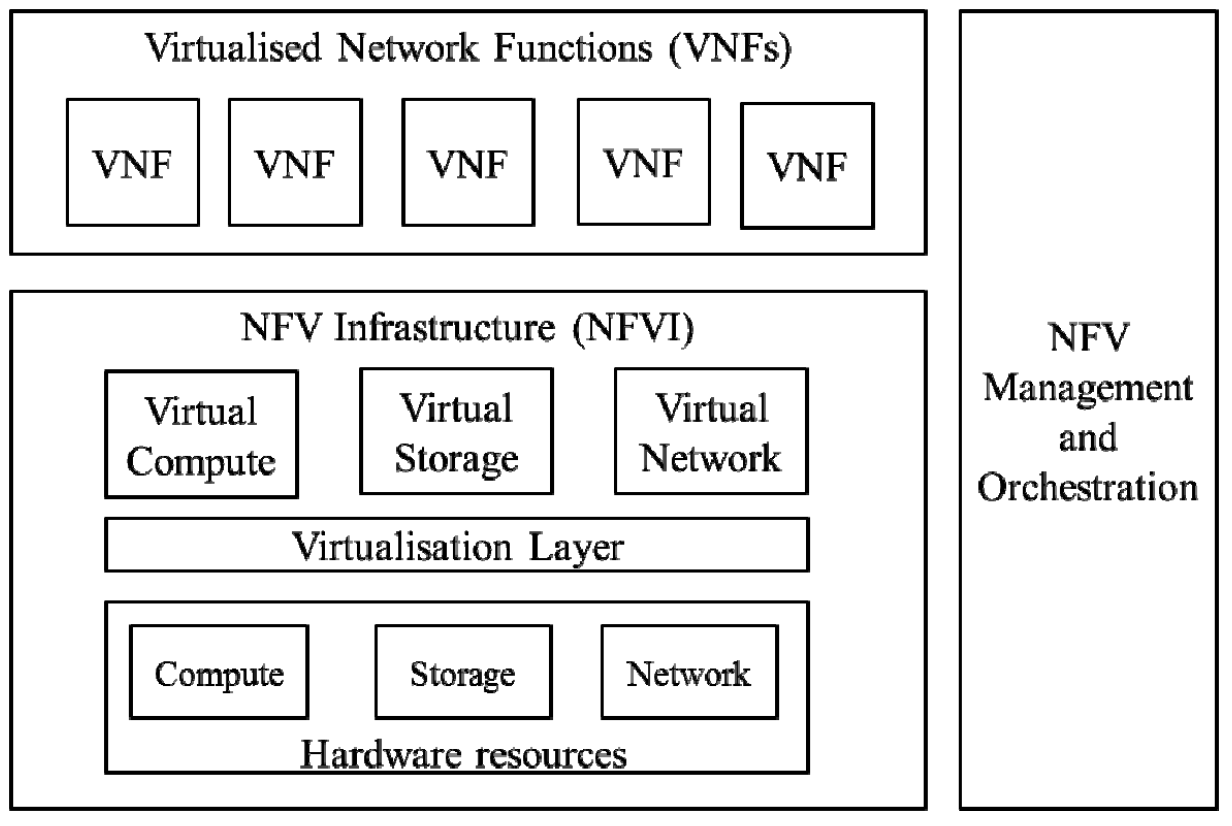 Virtualised Network Functions (VNFs)
VNF VNF VNF VNF VNF
NFV Infrastructure (NFVI)
Virtual
Compute
Virtual
Storage
Virtual
Network
Virtualisation Layer
Compute Storage Network
Hardware resources
NFV
Management
and
Orchestration